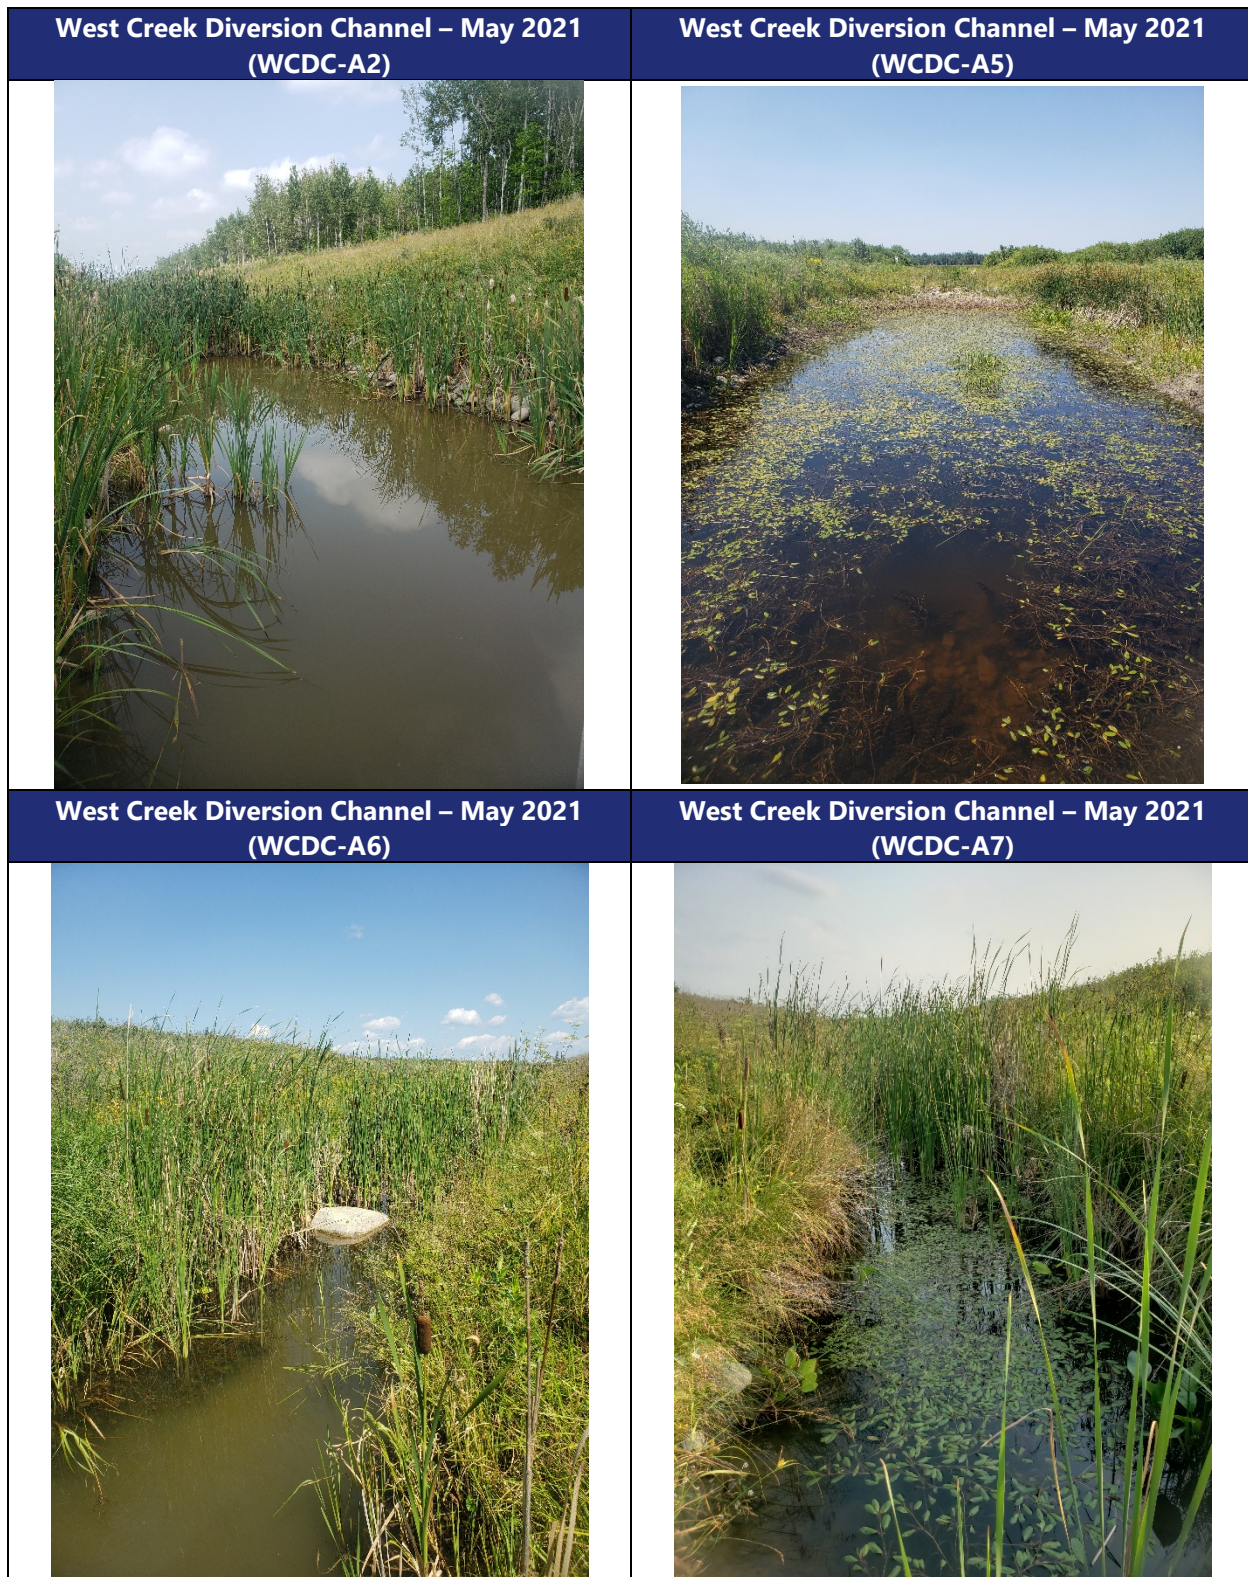 West Creek Diversion Channel – May 2021
(WCDC-A2)
West Creek Diversion Channel – May 2021
(WCDC-A5)
West Creek Diversion Channel – May 2021
(WCDC-A6)
West Creek Diversion Channel – May 2021
(WCDC-A7)